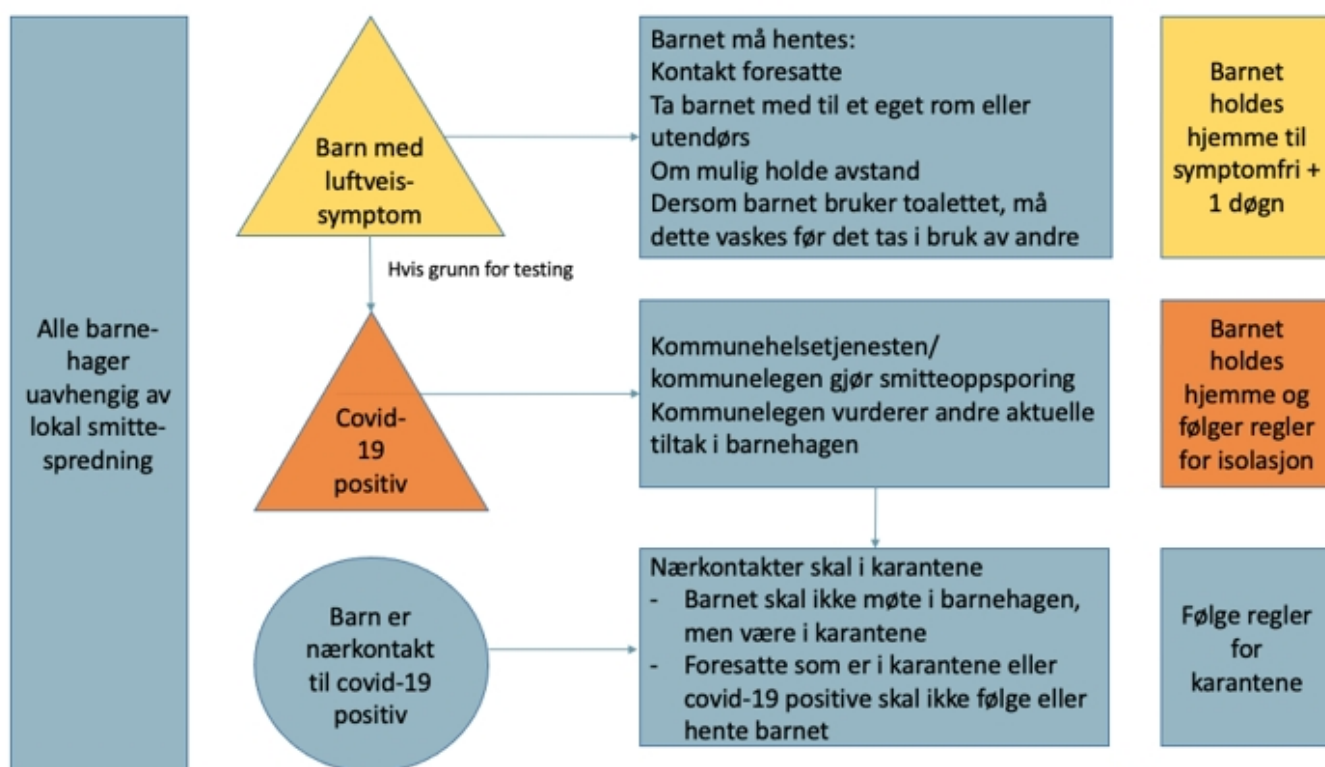 Alle barne-
hager
uavhengig av
lokal smitte-
spredning
Barn med
luftveis-
symptom
Barnet må hentes:
Kontakt foresatte
Ta barnet med til et eget rom eller
utendørs
Om mulig holde avstand
Dersom barnet bruker toalettet, må
dette vaskes før det tas i bruk av andre
Barnet
holdes
hjemme til
symptomfri +
1 døgn
Hvis grunn for testing
Covid-
19
positiv
Kommunehelsetjenesten/
kommunelegen gjør smitteoppsporing
Kommunelegen vurderer andre aktuelle
tiltak i barnehagen
Barnet
holdes
hjemme og
følger regler
for isolasjon
Barn er
nærkontakt
til covid-19
positiv
Nærkontakter skal i karantene
- Barnet skal ikke møte i barnehagen,
men være i karantene
- Foresatte som er i karantene eller
covid-19 positive skal ikke følge eller
hente barnet
Følge regler
for
karantene